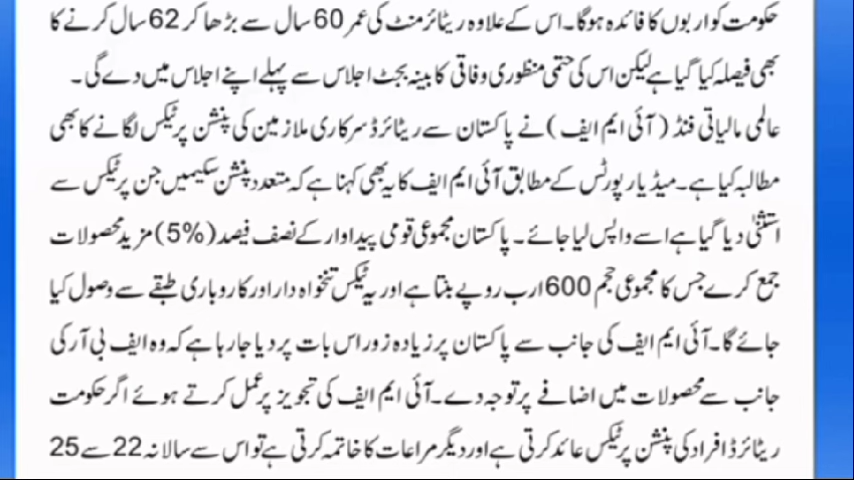 حکومت کو اربوں کا فائدہ ہوگا۔ اس کے علاوہ ریٹائرمنٹ کی عمر 60 سال سے بڑھا کر 62 سال کرنے کا
بھی فیصلہ کیا گیا ہے لیکن اس کی حتمی منظوری وفاقی کابینہ بجٹ اجلاس سے پہلے اپنے اجلاس میں دے گی ۔
عالمی مالیاتی فنڈ ( آئی ایم ایف ) نے پاکستان سے ریٹائرڈ سرکاری ملازمین کی پنشن پر ٹیکس لگانے کا بھی
مطالبہ کیا ہے۔ میڈیا رپورٹس کے مطابق آئی ایم ایف کا یہ بھی کہنا ہے کہ متعدد پنشن سکیمیں جن پر ٹیکس سے
استثنیٰ دیا گیا ہے اسے واپس لیا جائے ۔ پاکستان مجموعی قومی پیداوار کے نصف فیصد (5%) مزید محصولات
جمع کرے جس کا مجموعی حجم 600 ارب روپے بنتا ہے اور یہ ٹیکس تنخواہ دار اور کاروباری طبقے سے وصول کیا
جائے گا۔ آئی ایم ایف کی جانب سے پاکستان پر زیادہ زور اس بات پر دیا جا رہا ہے کہ وہ ایف بی آر کی
جانب سے محصولات میں اضافے پر توجہ دے ۔ آئی ایم ایف کی تجویز پر عمل کرتے ہوئے اگر حکومت
ریٹائرڈ افراد کی پنشن پر ٹیکس عائد کرتی ہے اور دیگر مراعات کا خاتمہ کرتی ہے تو اس سے سالانہ 22 سے 25